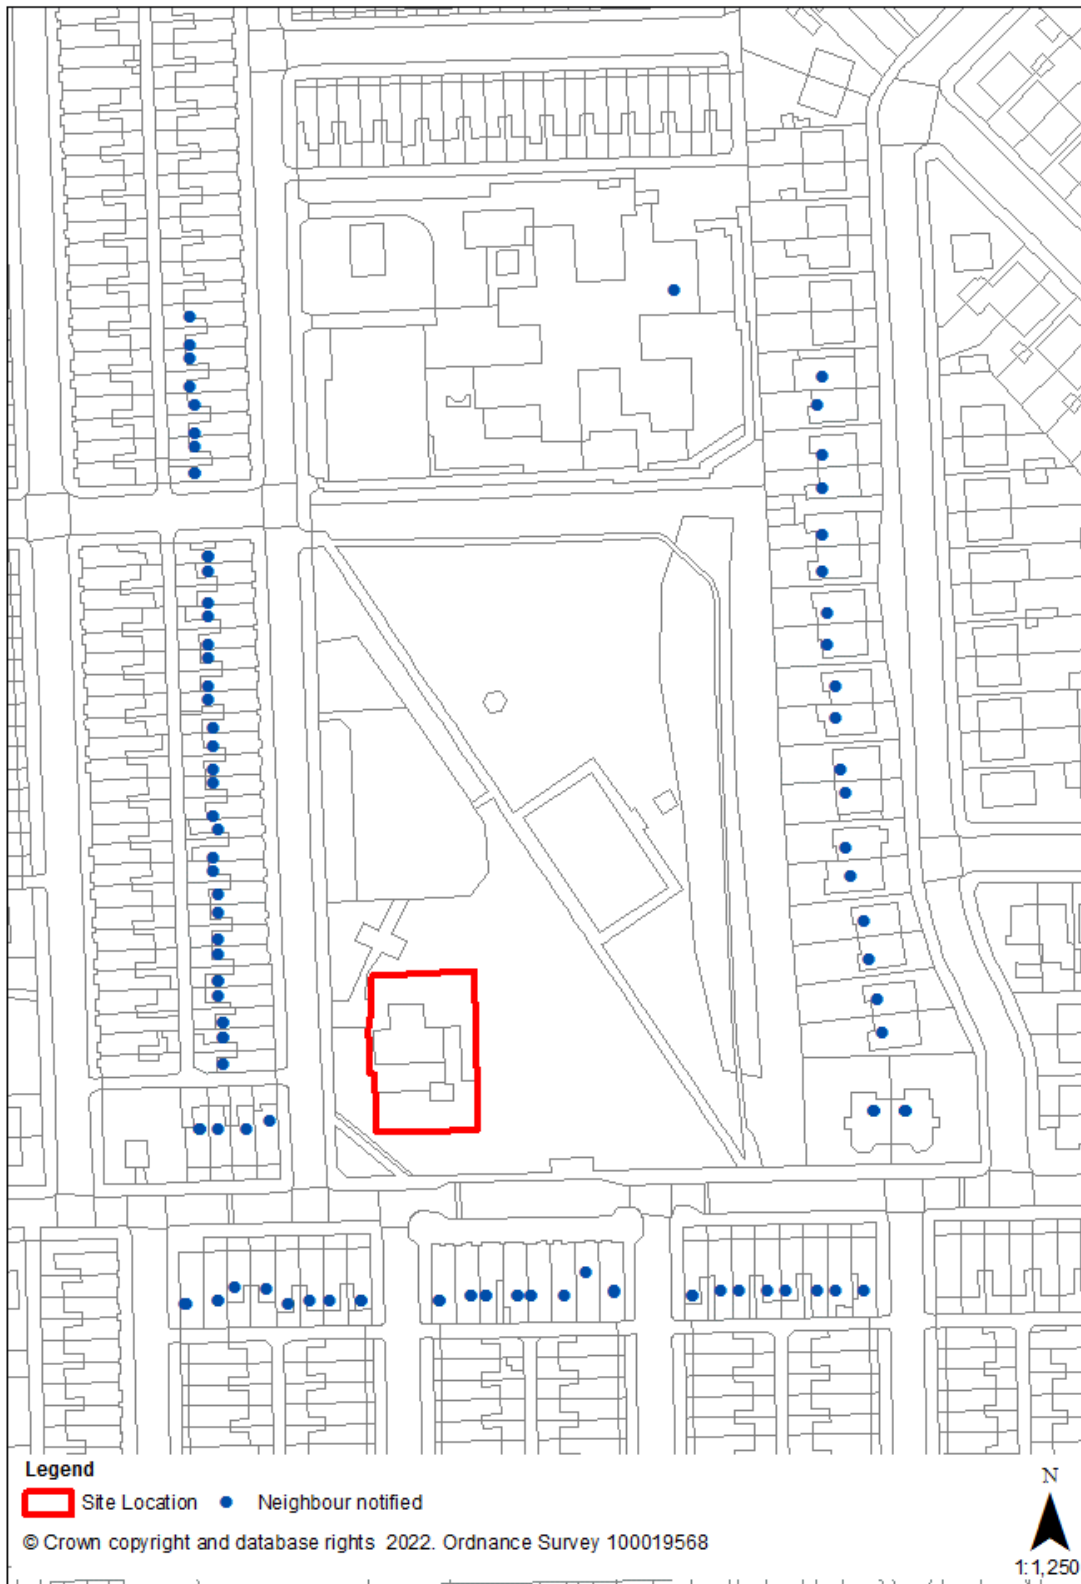 Legend
Site Location Neighbour notified
N
© Crown copyright and database rights 2022. Ordnance Survey 100019568
1:1,250